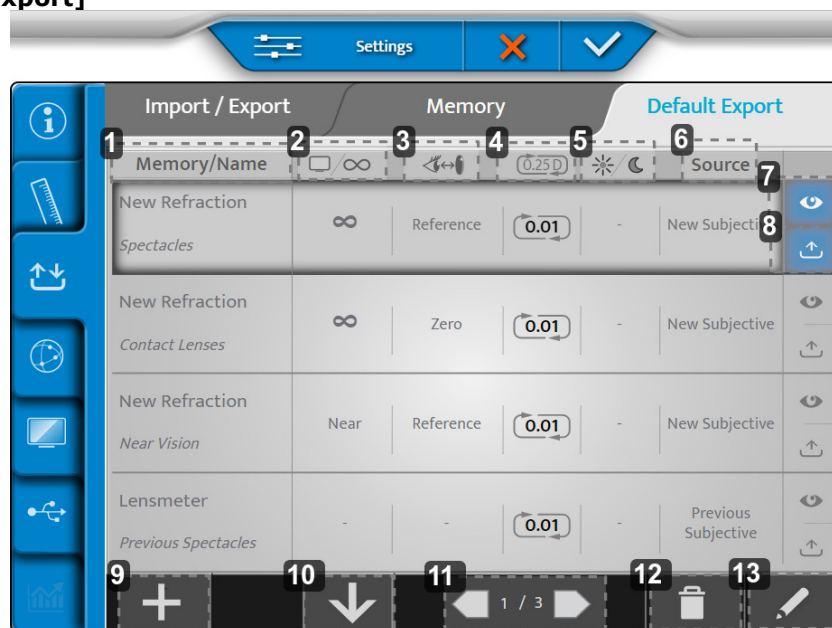 xport]
Settings
Import / Export Memory Default Export
1 2 3 4 5 6
Memory/Name 0.25 D Source
7
New Refraction
Spectacles
∞ Reference 0.01 - New Subjecti
8
New Refraction
Contact Lenses
∞ Zero 0.01 - New Subjective
New Refraction
Near Vision
Near Reference 0.01 - New Subjective
Lensmeter
Previous Spectacles
- - 0.01 - Previous
Subjective
9 10 11 12 13
1 / 3